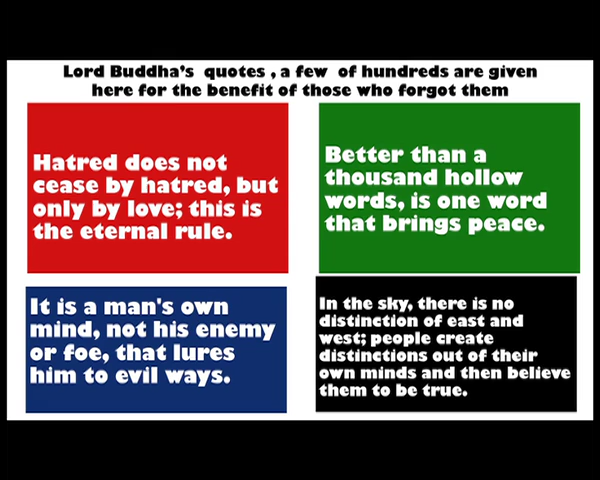 Lord Buddha's quotes , a few of hundreds are given
here for the benefit of those who forgot them
Hatred does not
cease by hatred, but
only by love; this is
the eternal rule.
Better than a
thousand hollow
words, is one word
that brings peace.
It is a man's own
mind, not his enemy
or foe, that lures
him to evil ways.
In the sky, there is no
distinction of east and
west; people create
distinctions out of their
own minds and then believe
them to be true.